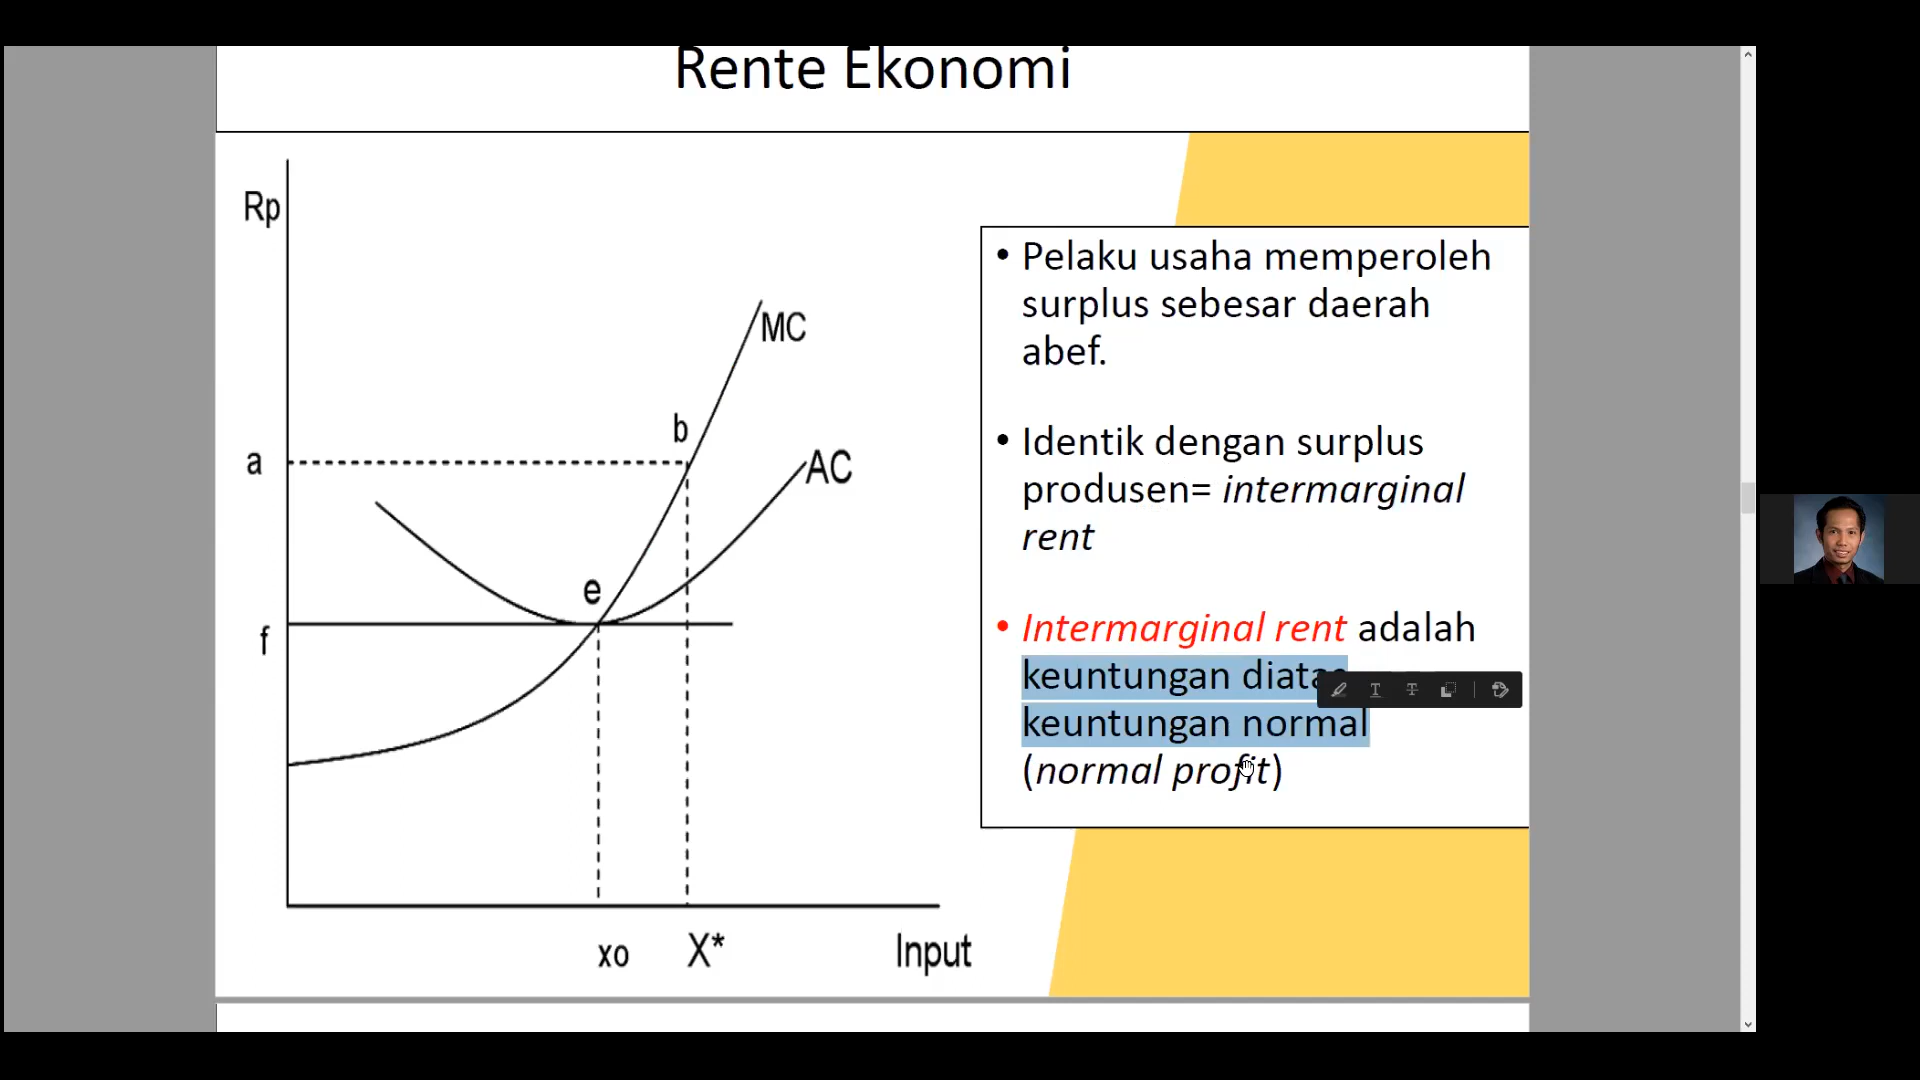 Rente Ekonomi
Rp
MC
b
a
AC
e
f
xo
X*
Input
• Pelaku usaha memperoleh
surplus sebesar daerah
abef.
• Identik dengan surplus
produsen= intermarginal
rent
• Intermarginal rent adalah
keuntungan
keuntungan normal
(normal profit)